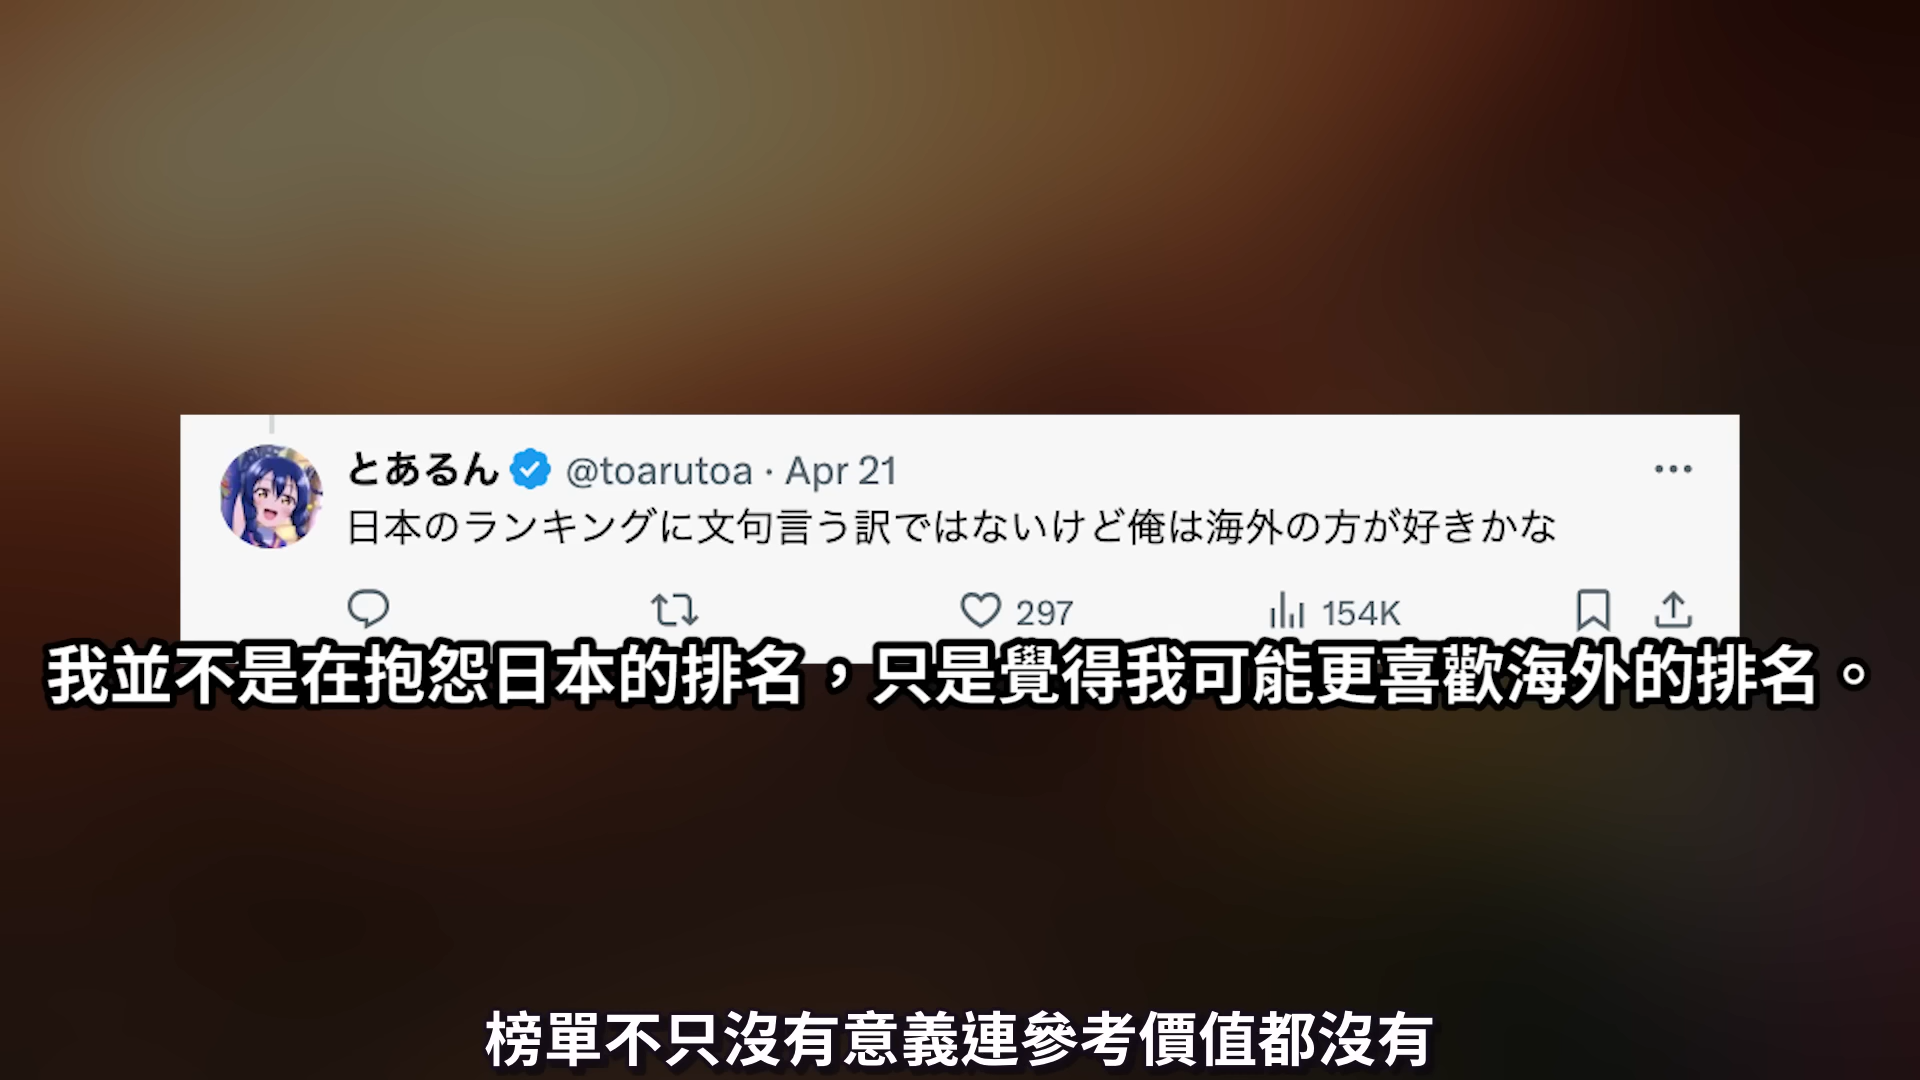 とあるん @toarutoa · Apr 21
日本のランキングに文句言う訳ではないけど俺は海外の方が好きかな
297 154K
我並不是在抱怨日本的排名，只是覺得我可能更喜歡海外的排名。
榜單不只沒有意義連參考價值都沒有